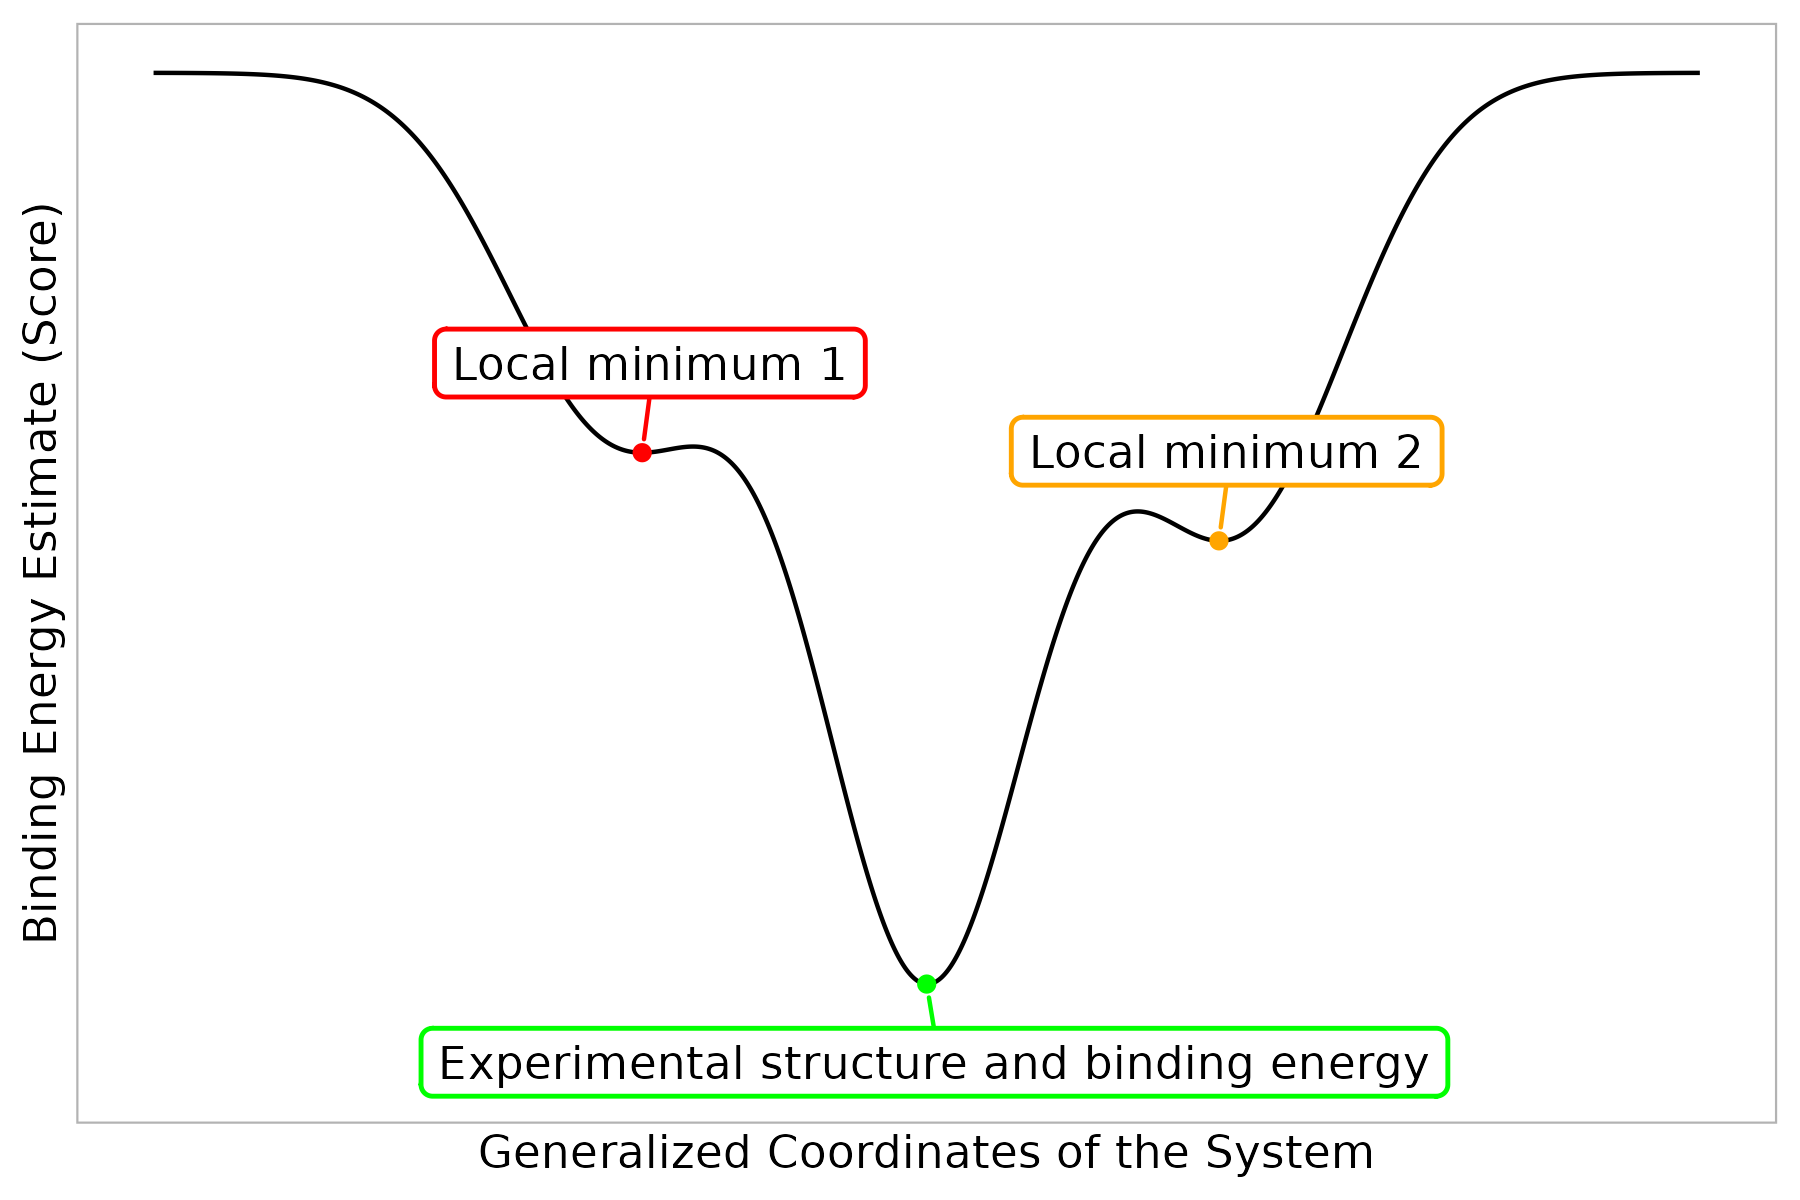 Binding Energy Estimate (Score)
Local minimum 1
Local minimum 2
Experimental structure and binding energy
Generalized Coordinates of the System